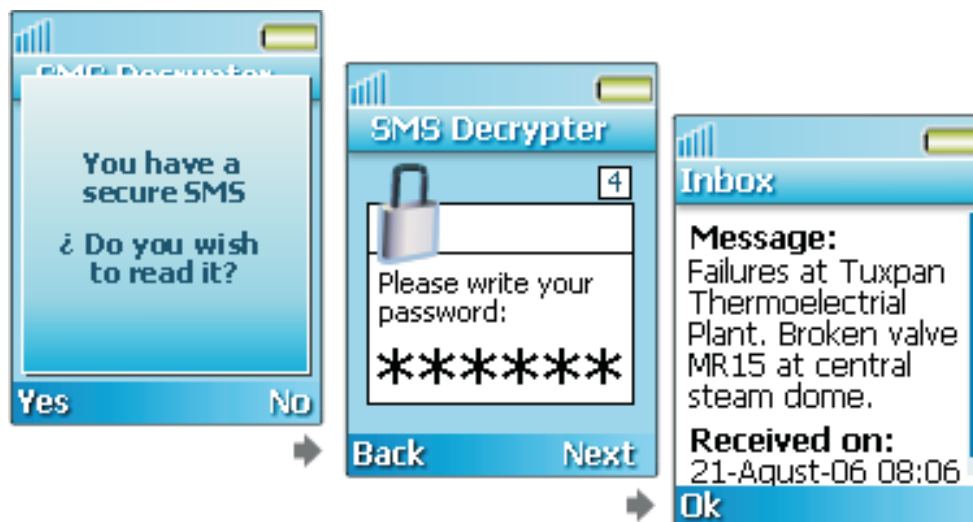 SMS Decrypter
You have a
secure SMS
¿ Do you wish
to read it?
Yes No
SMS Decrypter
4
Please write your
password:
******
Back Next
Inbox
Message:
Failures at Tuxpan
Thermoelectrial
Plant. Broken valve
MR15 at central
steam dome.
Received on:
21-Agust-06 08:06
Ok